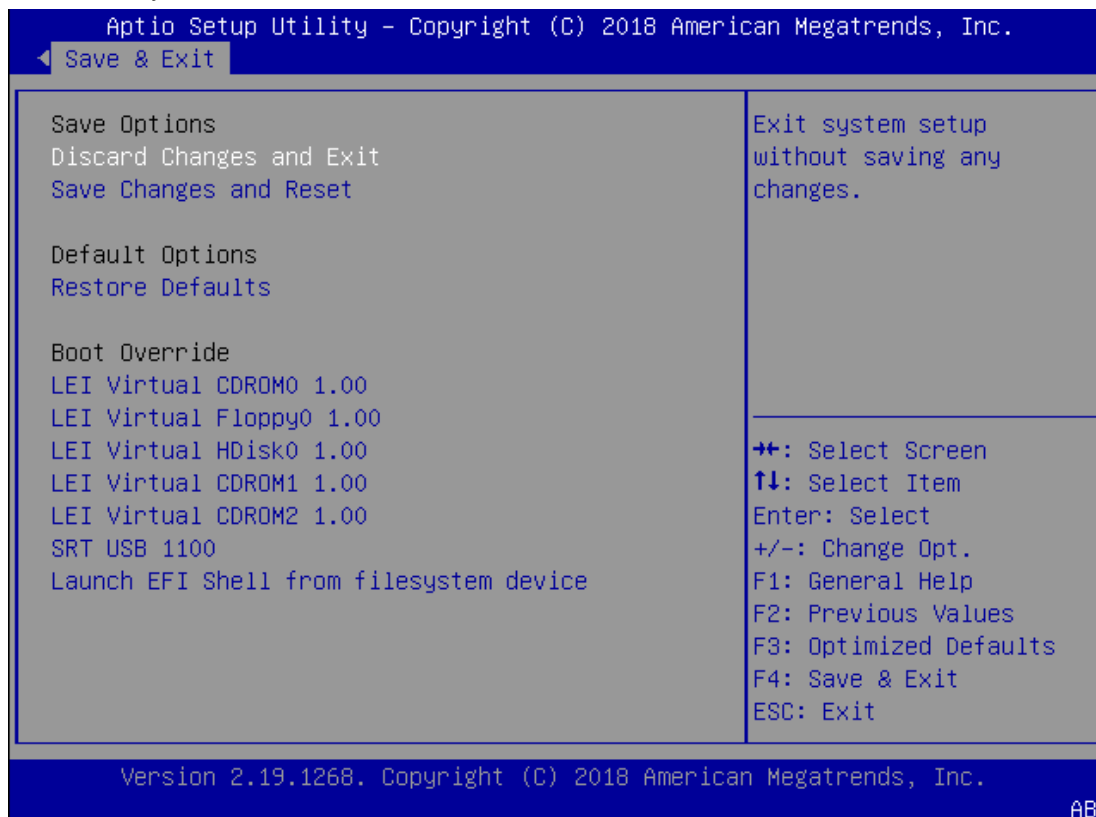 Aptio Setup Utility – Copyright (C) 2018 American Megatrends, Inc.
Save & Exit
Save Options
Discard Changes and Exit
Save Changes and Reset
Default Options
Restore Defaults
Boot Override
LEI Virtual CDROM0 1.00
LEI Virtual Floppy0 1.00
LEI Virtual HDisk0 1.00
LEI Virtual CDROM1 1.00
LEI Virtual CDROM2 1.00
SRT USB 1100
Launch EFI Shell from filesystem device
Exit system setup
without saving any
changes.
→←: Select Screen
↑↓: Select Item
Enter: Select
+/-: Change Opt.
F1: General Help
F2: Previous Values
F3: Optimized Defaults
F4: Save & Exit
ESC: Exit
Version 2.19.1268. Copyright (C) 2018 American Megatrends, Inc.
AB